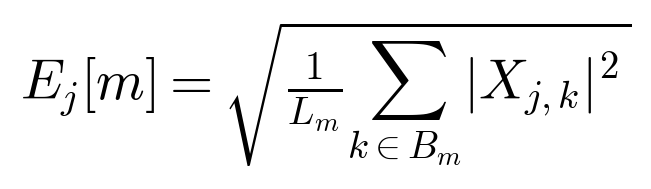 E_j[m] = \sqrt{\frac{1}{L_m} \sum_{k \in B_m} |X_{j,k}|^2}